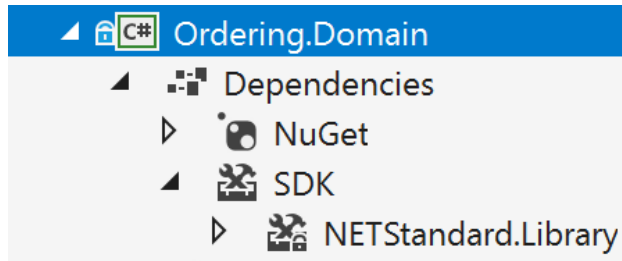 C# Ordering.Domain
Dependencies
NuGet
SDK
NETStandard.Library